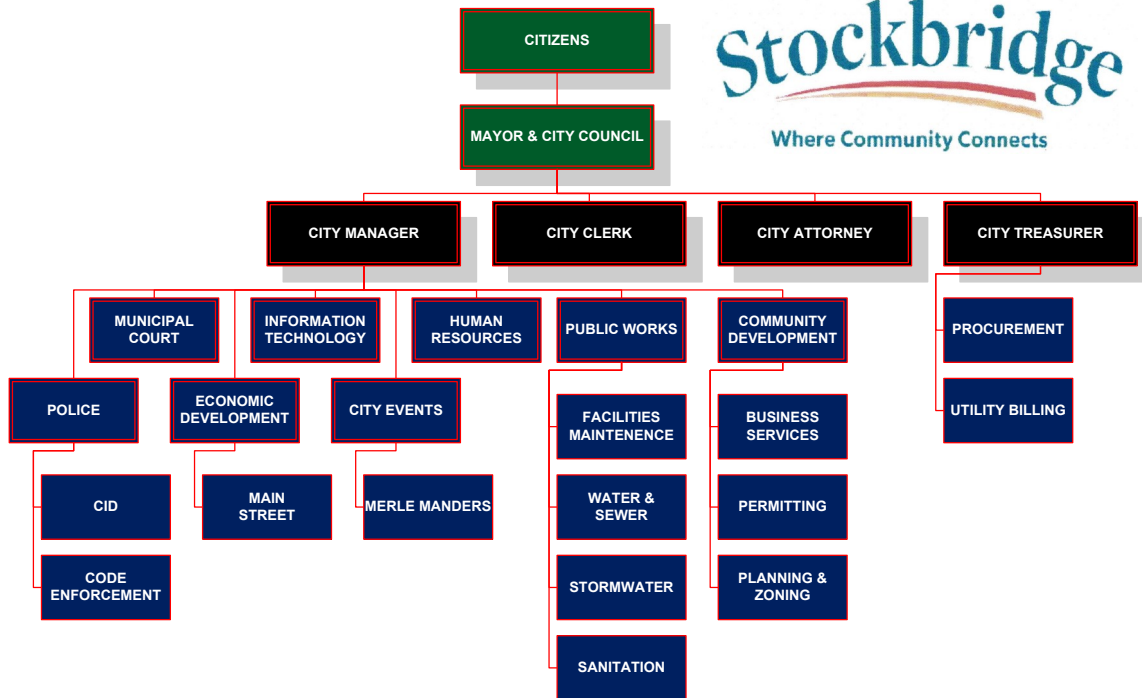 CITIZENS
Stockbridge
Where Community Connects
MAYOR & CITY COUNCIL
CITY MANAGER
CITY CLERK
CITY ATTORNEY
CITY TREASURER
MUNICIPAL
COURT
INFORMATION
TECHNOLOGY
HUMAN
RESOURCES
PUBLIC WORKS
COMMUNITY
DEVELOPMENT
PROCUREMENT
POLICE
ECONOMIC
DEVELOPMENT
CITY EVENTS
FACILITIES
MAINTENENCE
BUSINESS
SERVICES
UTILITY BILLING
CID
MAIN
STREET
MERLE MANDERS
WATER &
SEWER
PERMITTING
CODE
ENFORCEMENT
STORMWATER
PLANNING &
ZONING
SANITATION